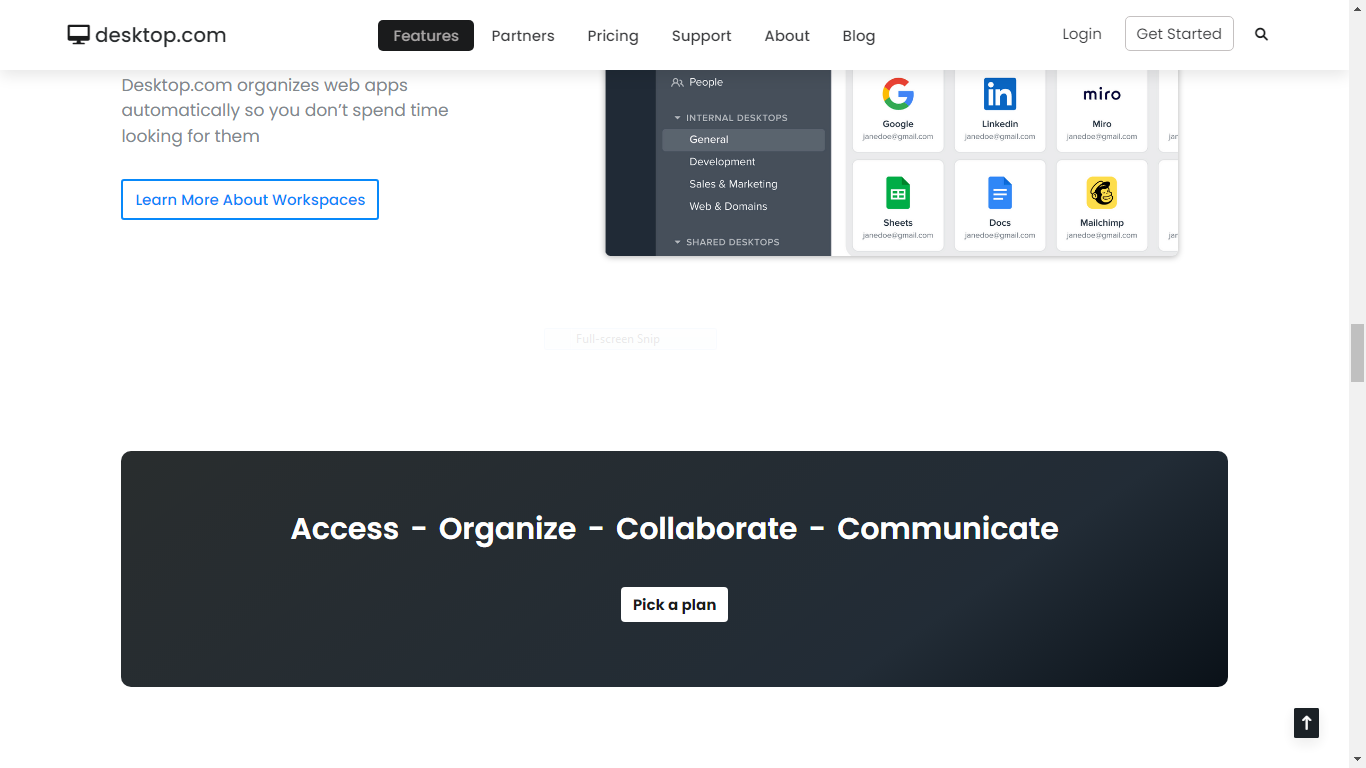 desktop.com
Features
Partners
Pricing
Support
About
Blog
Login
Get Started
Desktop.com organizes web apps
automatically so you don’t spend time
looking for them
Learn More About Workspaces
People
INTERNAL DESKTOPS
General
Development
Sales & Marketing
Web & Domains
SHARED DESKTOPS
Google
janedoe@gmail.com
in
Linkedin
janedoe@gmail.com
miro
Miro
janedoe@gmail.com
jar
Sheets
janedoe@gmail.com
Docs
janedoe@gmail.com
Mailchimp
janedoe@gmail.com
jar
Full-screen Snip
Access - Organize - Collaborate - Communicate
Pick a plan